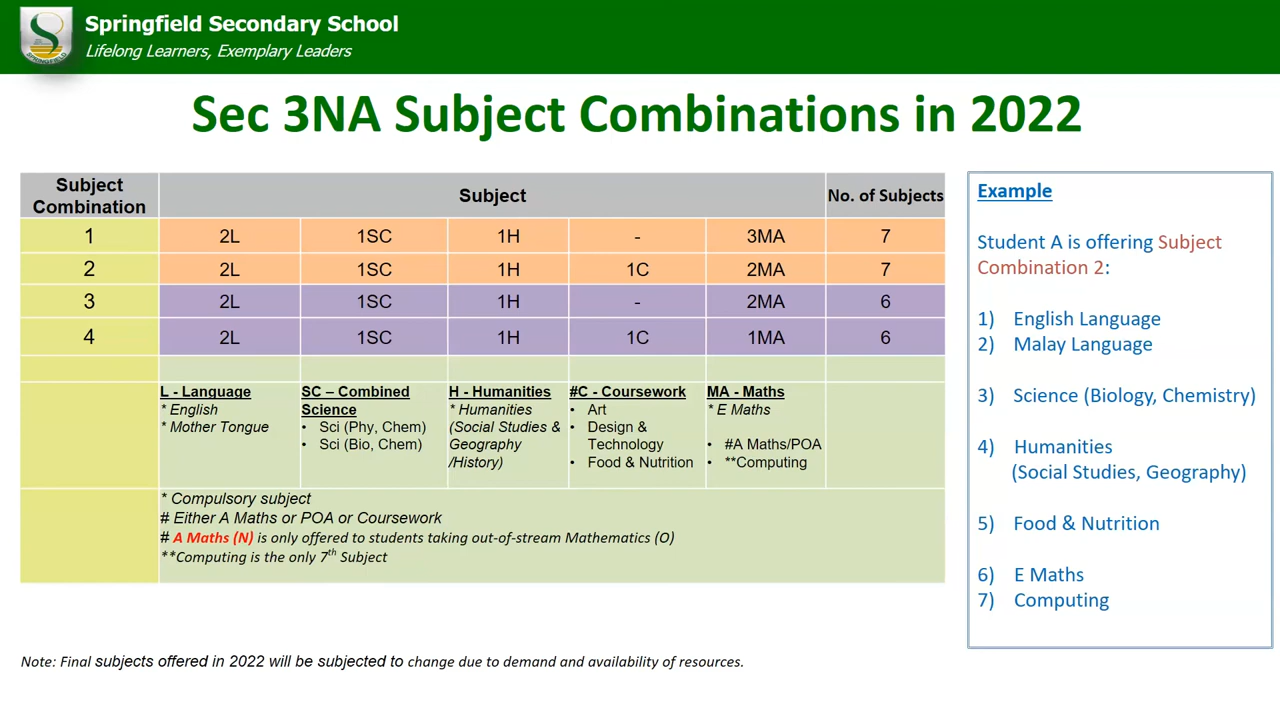 Springfield Secondary School
Lifelong Learners, Exemplary Leaders
SPRINGFIELD
Sec 3NA Subject Combinations in 2022
Subject Combination | Subject | No. of Subjects
1 | 2L | 1SC | 1H | - | 3MA | 7
2 | 2L | 1SC | 1H | 1C | 2MA | 7
3 | 2L | 1SC | 1H | - | 2MA | 6
4 | 2L | 1SC | 1H | 1C | 1MA | 6
L - Language
* English
* Mother Tongue
SC – Combined
Science
• Sci (Phy, Chem)
• Sci (Bio, Chem)
H - Humanities
* Humanities
(Social Studies &
Geography
/History)
#C - Coursework
• Art
• Design &
Technology
• Food & Nutrition
MA - Maths
* E Maths
• #A Maths/POA
• **Computing
* Compulsory subject
# Either A Maths or POA or Coursework
# A Maths (N) is only offered to students taking out-of-stream Mathematics (O)
**Computing is the only 7th Subject
Example
Student A is offering Subject
Combination 2:
1) English Language
2) Malay Language
3) Science (Biology, Chemistry)
4) Humanities
(Social Studies, Geography)
5) Food & Nutrition
6) E Maths
7) Computing
Note: Final subjects offered in 2022 will be subjected to change due to demand and availability of resources.